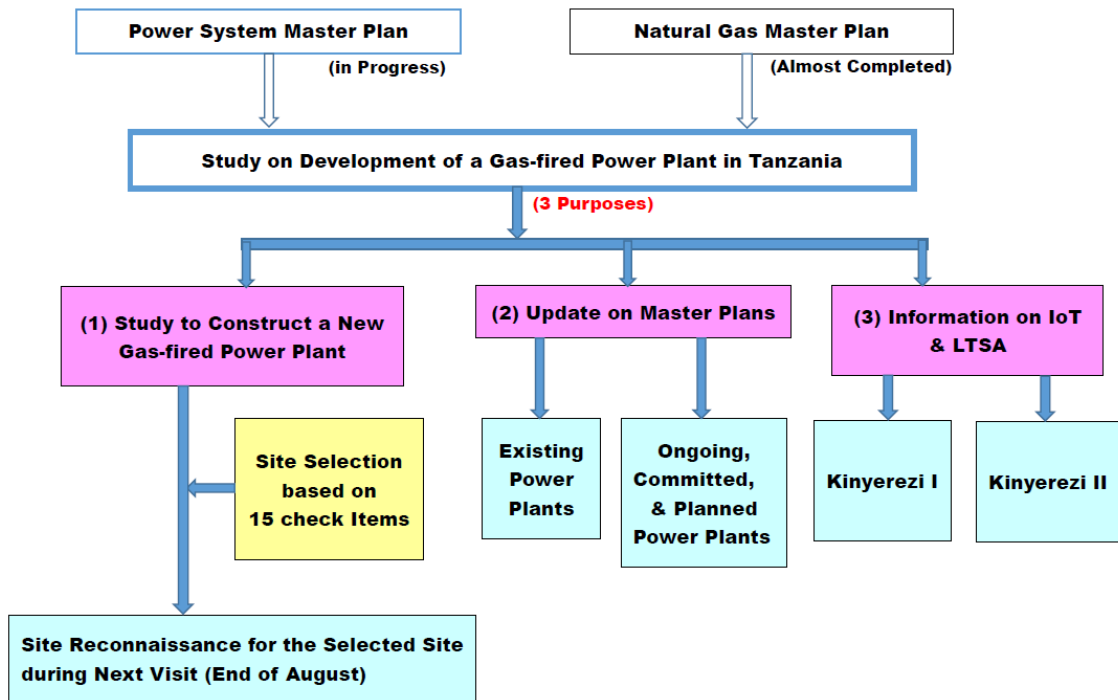 Power System Master Plan
Natural Gas Master Plan
(in Progress)
(Almost Completed)
Study on Development of a Gas-fired Power Plant in Tanzania
(3 Purposes)
(1) Study to Construct a New
Gas-fired Power Plant
(2) Update on Master Plans
(3) Information on IoT
& LTSA
Site Selection
based on
15 check Items
Existing
Power
Plants
Ongoing,
Committed,
& Planned
Power Plants
Kinyerezi I
Kinyerezi II
Site Reconnaissance for the Selected Site
during Next Visit (End of August)